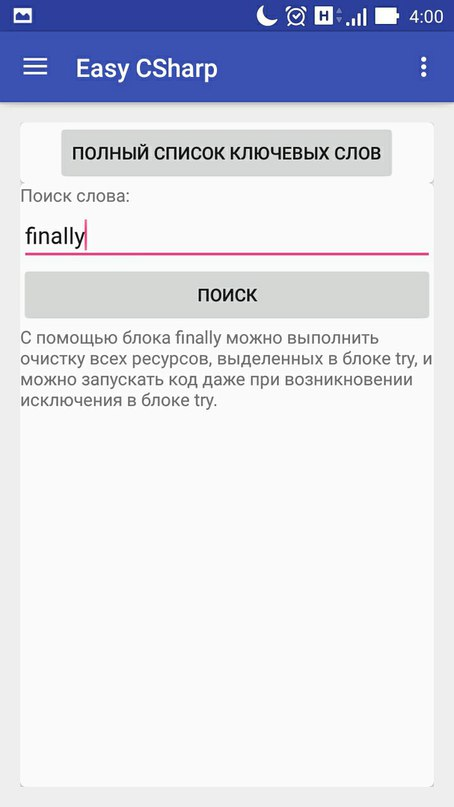 H 4:00
Easy CSharp
ПОЛНЫЙ СПИСОК КЛЮЧЕВЫХ СЛОВ
Поиск слова:
finally
ПОИСК
С помощью блока finally можно выполнить
очистку всех ресурсов, выделенных в блоке try, и
можно запускать код даже при возникновении
исключения в блоке try.